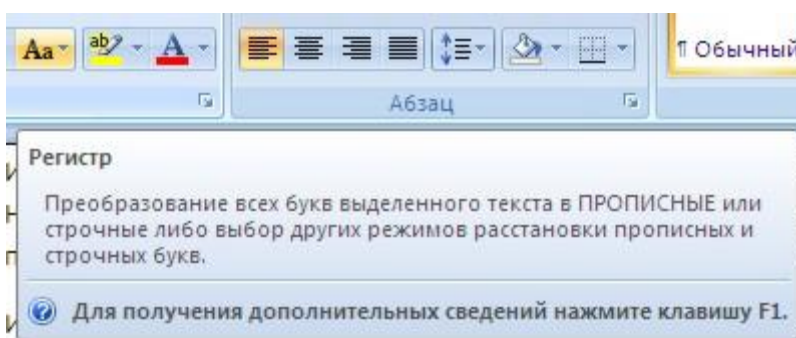 Aa ab A
¶ Обычный
Абзац
Регистр
Преобразование всех букв выделенного текста в ПРОПИСНЫЕ или
строчные либо выбор других режимов расстановки прописных и
строчных букв.
Для получения дополнительных сведений нажмите клавишу F1.